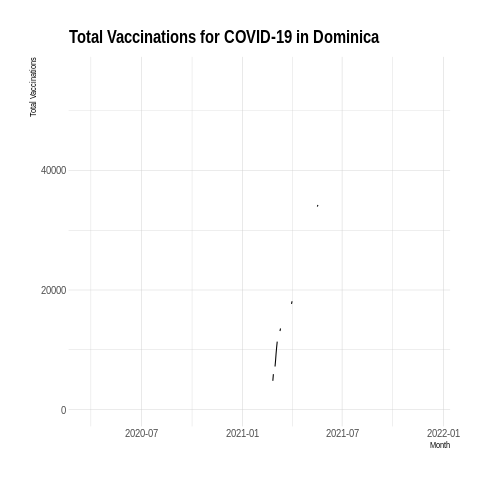 Total Vaccinations for COVID-19 in Dominica
Total Vaccinations
40000
20000
0
2020-07 2021-01 2021-07 2022-01
Month